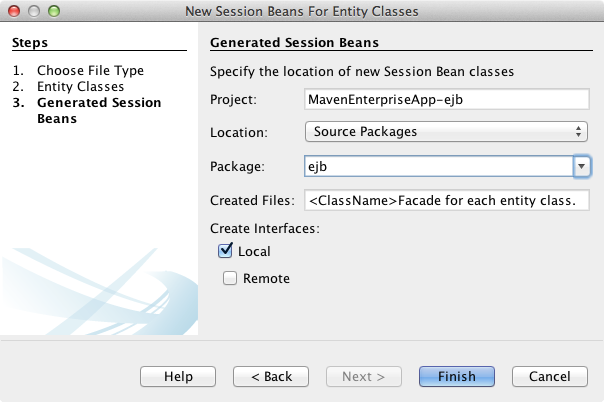 New Session Beans For Entity Classes
Steps
1. Choose File Type
2. Entity Classes
3. Generated Session
Beans
Generated Session Beans
Specify the location of new Session Bean classes
Project: MavenEnterpriseApp-ejb
Location: Source Packages
Package: ejb
Created Files: <ClassName>Facade for each entity class.
Create Interfaces:
Local
Remote
Help < Back Next > Finish Cancel